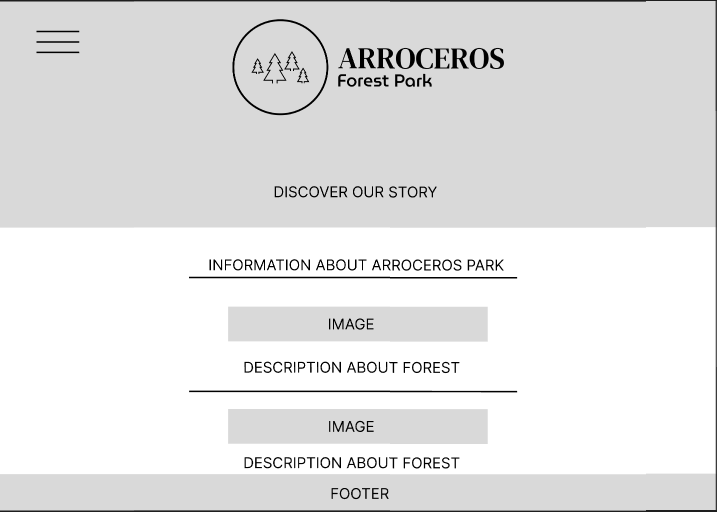 ARROCEROS
Forest Park
DISCOVER OUR STORY
INFORMATION ABOUT ARROCEROS PARK
IMAGE
DESCRIPTION ABOUT FOREST
IMAGE
DESCRIPTION ABOUT FOREST
FOOTER